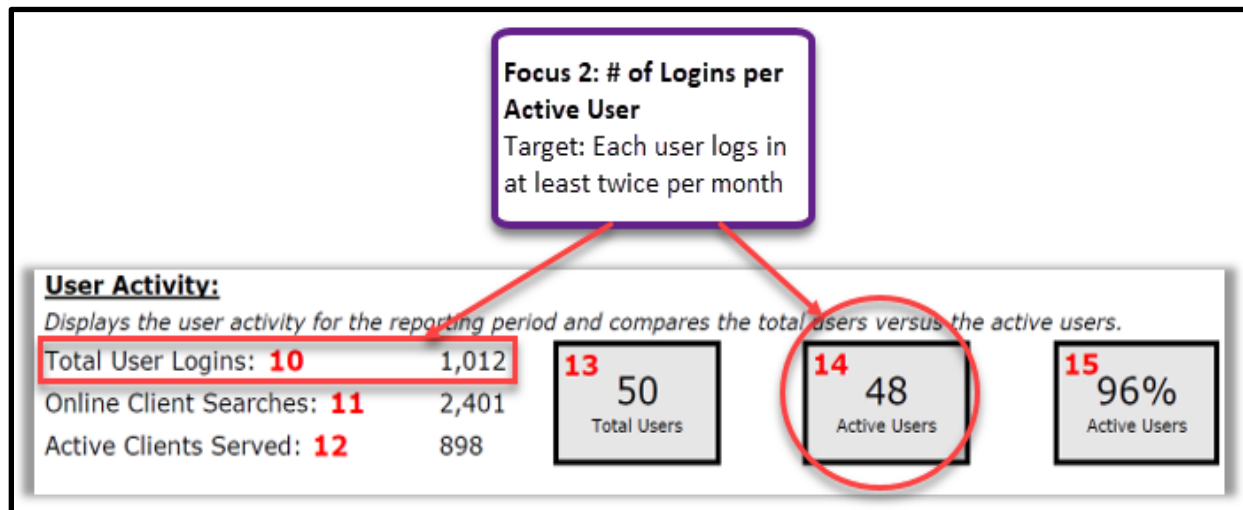 Focus 2: # of Logins per
Active User
Target: Each user logs in
at least twice per month
User Activity:
Displays the user activity for the reporting period and compares the total users versus the active users.
Total User Logins: 10 1,012
Online Client Searches: 11 2,401
Active Clients Served: 12 898
13
50
Total Users
14
48
Active Users
15
96%
Active Users